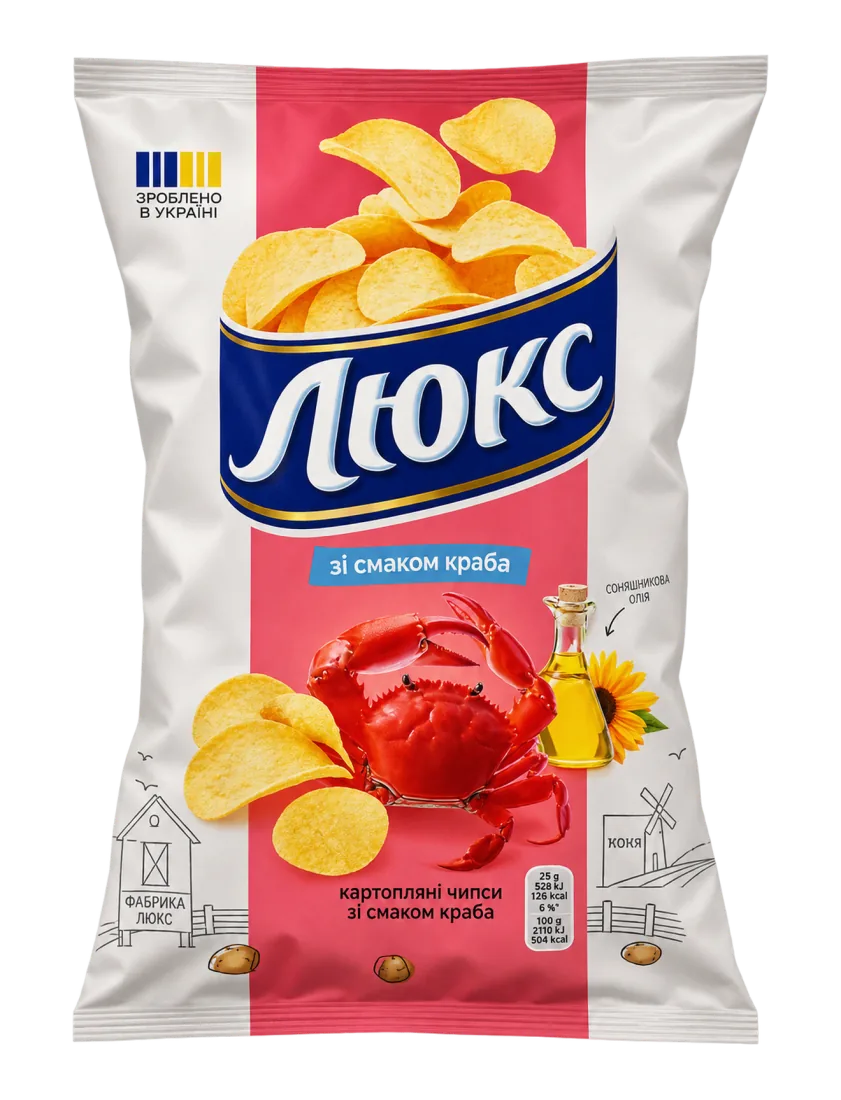 ЗРОБЛЕНО
В УКРАЇНІ
Люкс
зі смаком краба
СОНЯШНИКОВА
ОЛІЯ
ФАБРИКА
ЛЮКС
КОКЯ
картопляні чипси
зі смаком краба
25 g
528 kJ
126 kcal
6 %*
100 g
2110 kJ
504 kcal